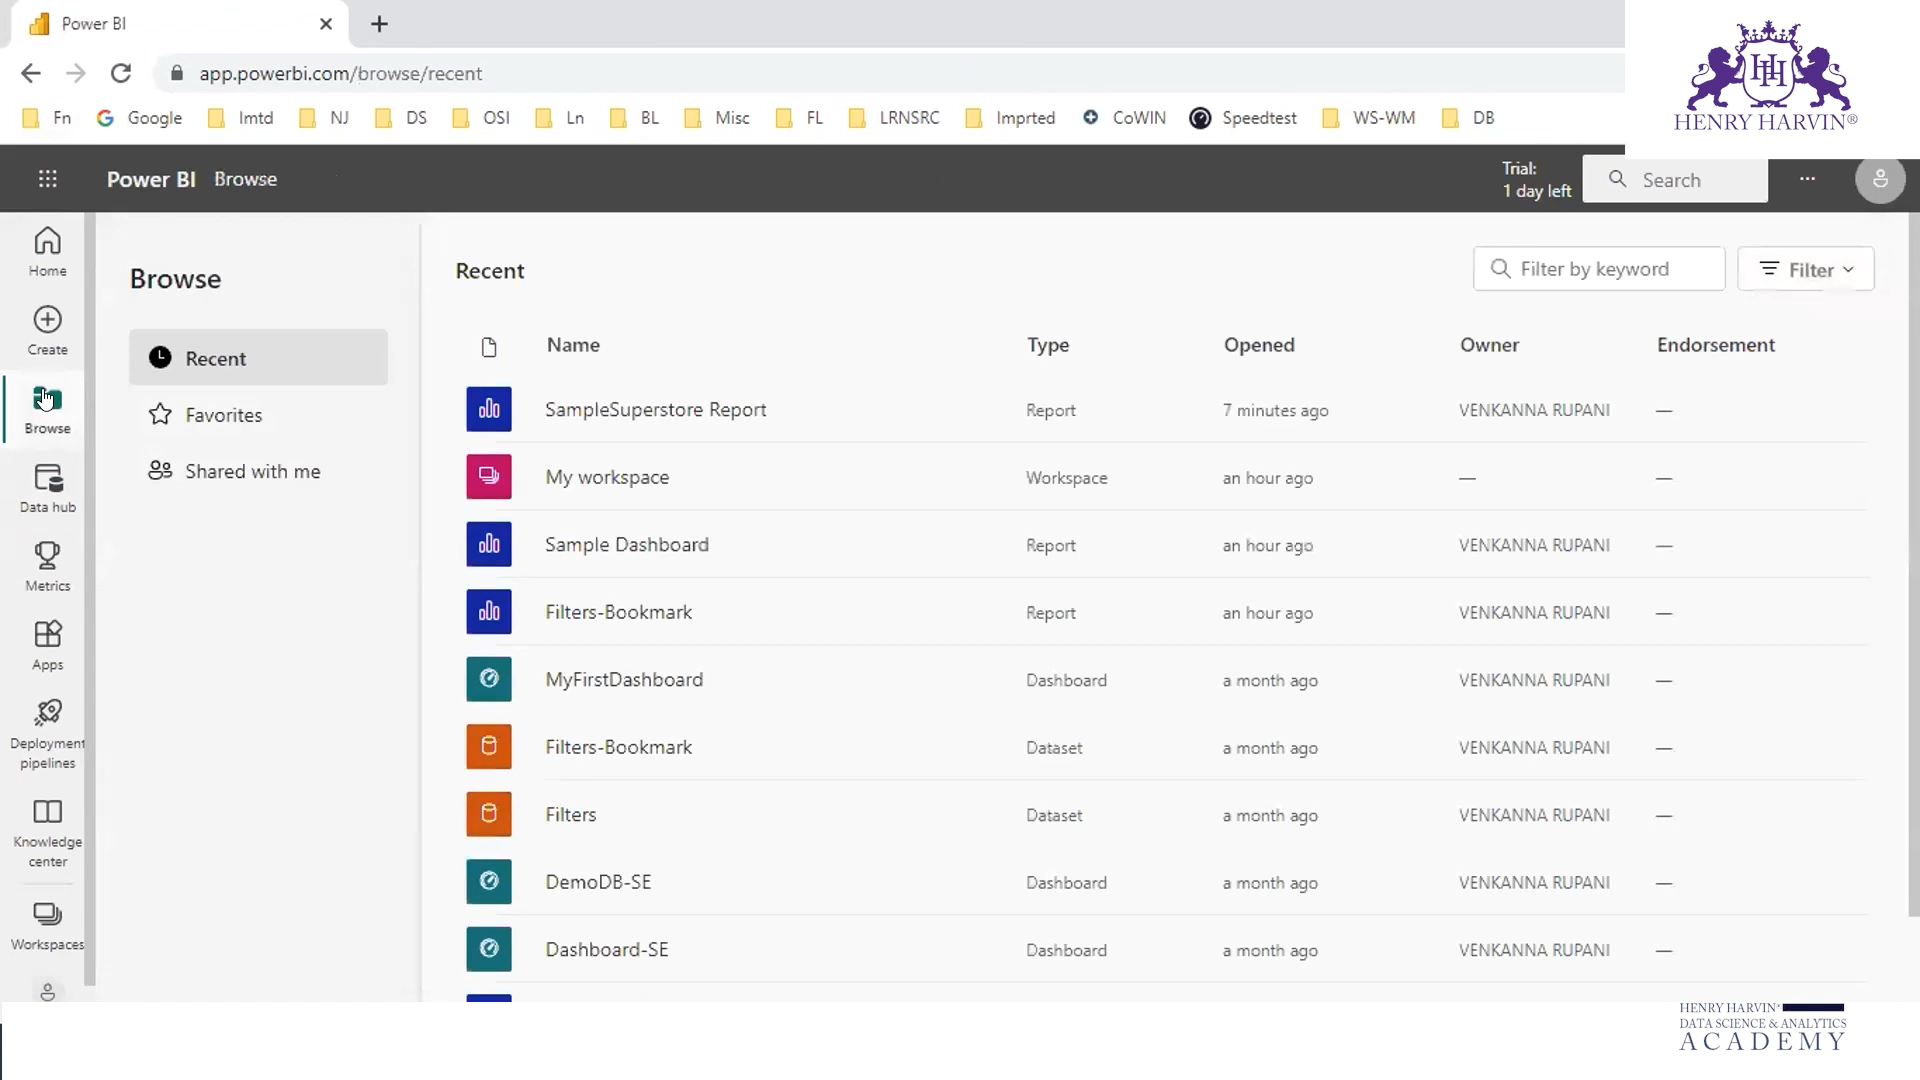 Power BI
app.powerbi.com/browse/recent
Fn Google Imtd NJ DS OSI Ln BL Misc FL LRNSRC Imprted CoWIN Speedtest WS-WM DB
HENRY HARVIN®
Power BI Browse
Trial:
1 day left
Search
Home
Create
Browse
Data hub
Metrics
Apps
Deployment
pipelines
Knowledge
center
Workspaces
Browse
Recent
Favorites
Shared with me
Recent
Filter by keyword
Filter
Name Type Opened Owner Endorsement
SampleSuperstore Report Report 7 minutes ago VENKANNA RUPANI —
My workspace Workspace an hour ago — —
Sample Dashboard Report an hour ago VENKANNA RUPANI —
Filters-Bookmark Report an hour ago VENKANNA RUPANI —
MyFirstDashboard Dashboard a month ago VENKANNA RUPANI —
Filters-Bookmark Dataset a month ago VENKANNA RUPANI —
Filters Dataset a month ago VENKANNA RUPANI —
DemoDB-SE Dashboard a month ago VENKANNA RUPANI —
Dashboard-SE Dashboard a month ago VENKANNA RUPANI —
HENRY HARVIN®
DATA SCIENCE & ANALYTICS
ACADEMY